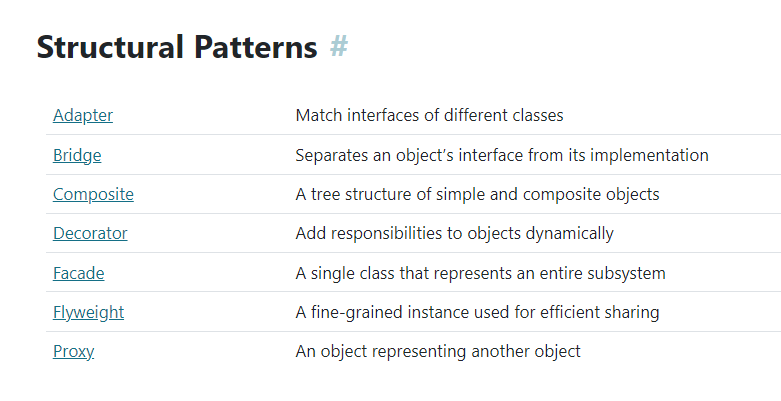 Structural Patterns #
Adapter Match interfaces of different classes
Bridge Separates an object’s interface from its implementation
Composite A tree structure of simple and composite objects
Decorator Add responsibilities to objects dynamically
Facade A single class that represents an entire subsystem
Flyweight A fine-grained instance used for efficient sharing
Proxy An object representing another object